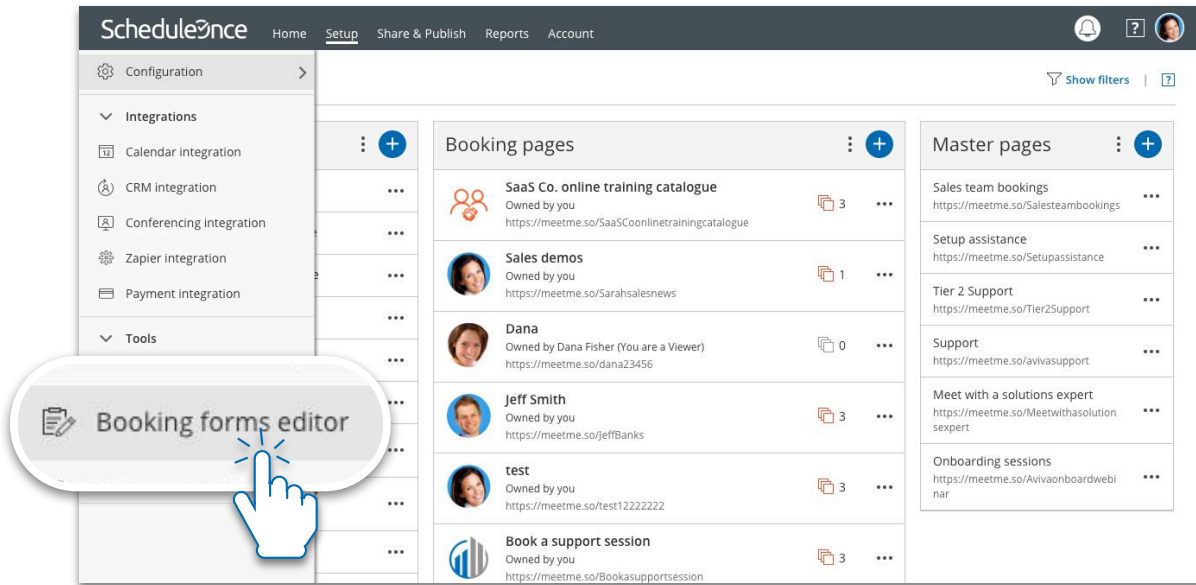 ScheduleOnce
Home Setup Share & Publish Reports Account
?
Configuration
Show filters | ?
Integrations
12 Calendar integration
CRM integration
Conferencing integration
Zapier integration
Payment integration
Tools
Booking forms editor
Booking pages
SaaS Co. online training catalogue
Owned by you
https://meetme.so/SaaSCoonlinetrainingcatalogue
3
Sales demos
Owned by you
https://meetme.so/Sarahsalesnews
1
Dana
Owned by Dana Fisher (You are a Viewer)
https://meetme.so/dana23456
0
Jeff Smith
Owned by you
https://meetme.so/JeffBanks
3
test
Owned by you
https://meetme.so/test12222222
3
Book a support session
Owned by you
https://meetme.so/Bookasupportsession
3
Master pages
Sales team bookings
https://meetme.so/Salesteambookings
Setup assistance
https://meetme.so/Setupassistance
Tier 2 Support
https://meetme.so/Tier2Support
Support
https://meetme.so/avivasupport
Meet with a solutions expert
https://meetme.so/Meetwithasolution
sexpert
Onboarding sessions
https://meetme.so/Avivaonboardwebi
nar